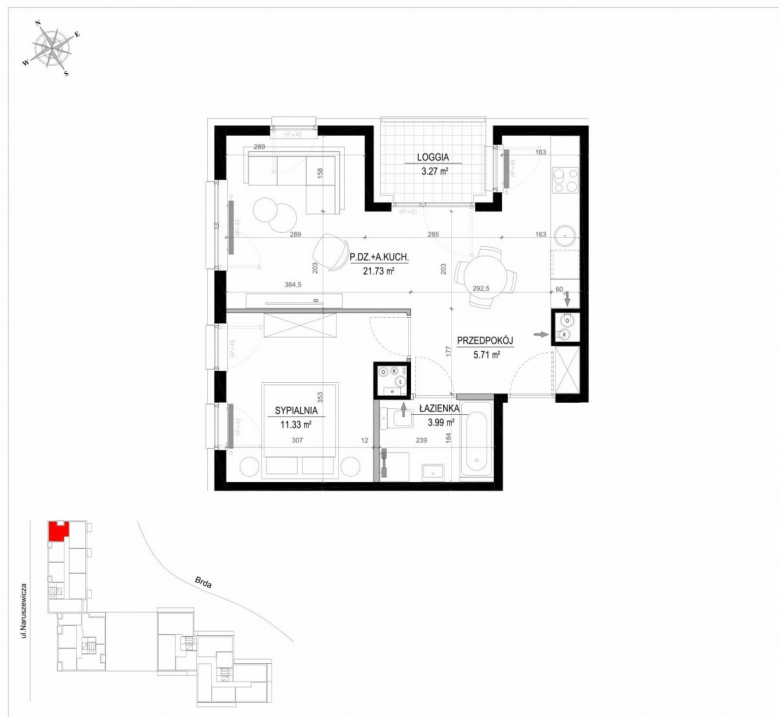 N
E
W
S
HP=45
289
158
LOGGIA
3.27 m²
163
289
285
163
P.DZ.+A.KUCH.
21.73 m²
203
203
384,5
292,5
60
PRZEDPOKÓJ
5.71 m²
177
SYPIALNIA
11.33 m²
353
ŁAZIENKA
3.99 m²
307
12
239
184
ul.Naruszewicza
Brda